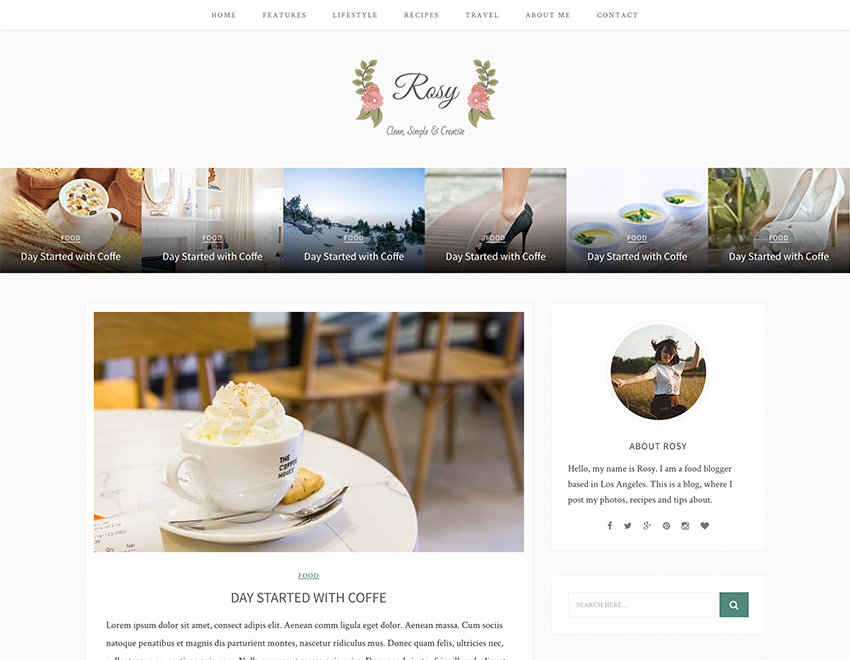 HOME FEATURES LIFESTYLE RECIPES TRAVEL ABOUT ME CONTACT
Rosy
Clean, Simple & Creative
FOOD FOOD FOOD FOOD FOOD FOOD
Day Started with Coffe Day Started with Coffe Day Started with Coffe Day Started with Coffe Day Started with Coffe Day Started with Coffe
THE
COFFEE
HOUSE
FOOD
DAY STARTED WITH COFFE
Lorem ipsum dolor sit amet, consect adipis elit. Aenean comm ligula eget dolor. Aenean massa. Cum sociis
natoque penatibus et magnis dis parturient montes, nascetur ridiculus mus. Donec quam felis, ultricies nec,
ABOUT ROSY
Hello, my name is Rosy. I am a food blogger
based in Los Angeles. This is a blog, where I
post my photos, recipes and tips about.
SEARCH HERE...